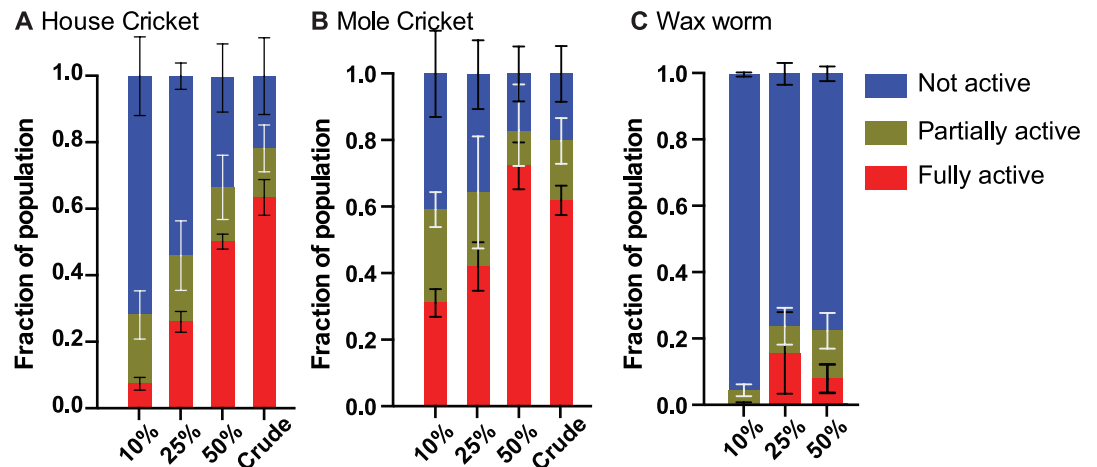 A House Cricket
Fraction of population
1.0
0.8
0.6
0.4
0.2
0.0
10%
25%
50%
Crude
B Mole Cricket
Fraction of population
1.0
0.8
0.6
0.4
0.2
0.0
10%
25%
50%
Crude
C Wax worm
Fraction of population
1.0
0.8
0.6
0.4
0.2
0.0
10%
25%
50%
Not active
Partially active
Fully active